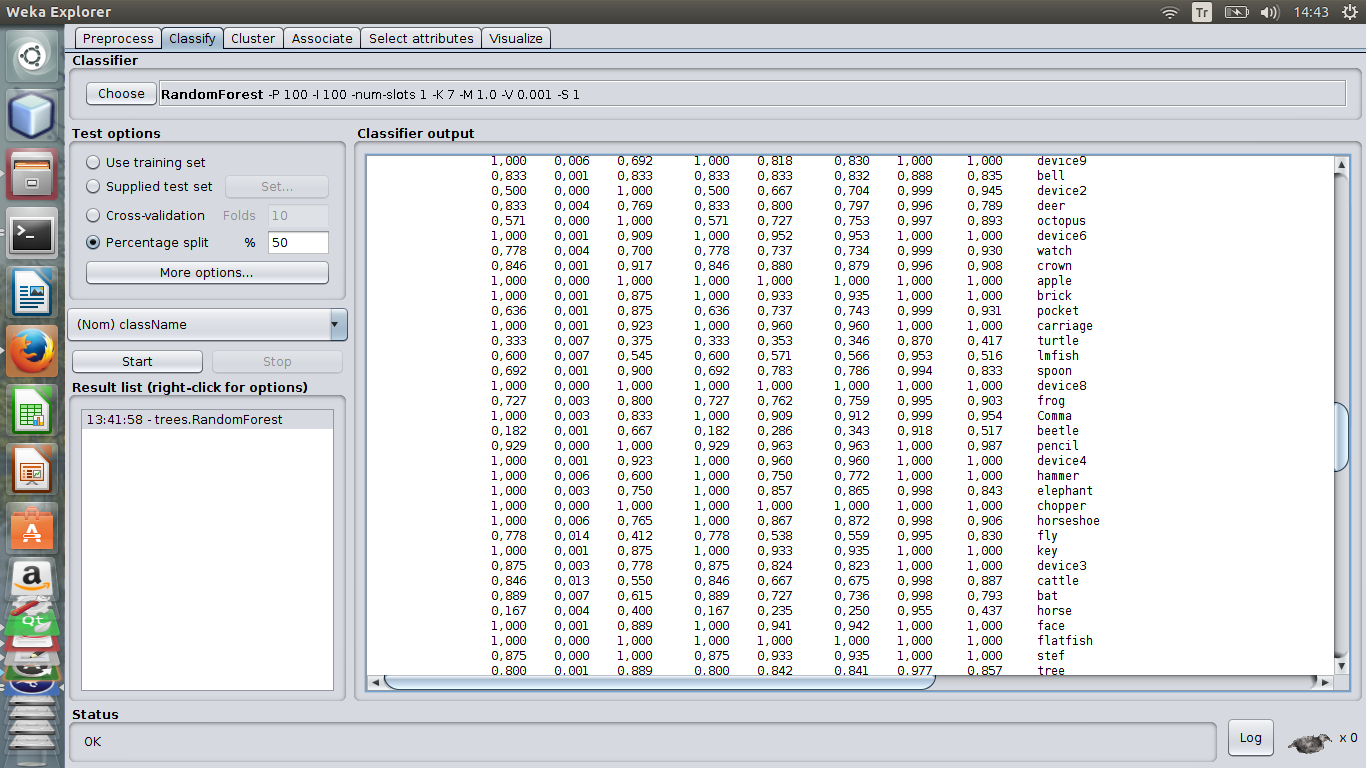 Weka Explorer
Tr
14:43
Preprocess Classify Cluster Associate Select attributes Visualize
Classifier
Choose RandomForest -P 100 -I 100 -num-slots 1 -K 7 -M 1.0 -V 0.001 -S 1
Test options
Use training set
Supplied test set Set...
Cross-validation Folds 10
Percentage split % 50
More options...
(Nom) className
Start Stop
Result list (right-click for options)
13:41:58 - trees.RandomForest
Classifier output
1,000 0,006 0,692 1,000 0,818 0,830 1,000 1,000 device9
0,833 0,001 0,833 0,833 0,833 0,832 0,888 0,835 bell
0,500 0,000 1,000 0,500 0,667 0,704 0,999 0,945 device2
0,833 0,004 0,769 0,833 0,800 0,797 0,996 0,789 deer
0,571 0,000 1,000 0,571 0,727 0,753 0,997 0,893 octopus
1,000 0,001 0,909 1,000 0,952 0,953 1,000 1,000 device6
0,778 0,004 0,700 0,778 0,737 0,734 0,999 0,930 watch
0,846 0,001 0,917 0,846 0,880 0,879 0,996 0,908 crown
1,000 0,000 1,000 1,000 1,000 1,000 1,000 1,000 apple
1,000 0,001 0,875 1,000 0,933 0,935 1,000 1,000 brick
0,636 0,001 0,875 0,636 0,737 0,743 0,999 0,931 pocket
1,000 0,001 0,923 1,000 0,960 0,960 1,000 1,000 carriage
0,333 0,007 0,375 0,333 0,353 0,346 0,870 0,417 turtle
0,600 0,007 0,545 0,600 0,571 0,566 0,953 0,516 lmfish
0,692 0,001 0,900 0,692 0,783 0,786 0,994 0,833 spoon
1,000 0,000 1,000 1,000 1,000 1,000 1,000 1,000 device8
0,727 0,003 0,800 0,727 0,762 0,759 0,995 0,903 frog
1,000 0,003 0,833 1,000 0,909 0,912 0,999 0,954 Comma
0,182 0,001 0,667 0,182 0,286 0,343 0,918 0,517 beetle
0,929 0,000 1,000 0,929 0,963 0,963 1,000 0,987 pencil
1,000 0,001 0,923 1,000 0,960 0,960 1,000 1,000 device4
1,000 0,006 0,600 1,000 0,750 0,772 1,000 1,000 hammer
1,000 0,003 0,750 1,000 0,857 0,865 0,998 0,843 elephant
1,000 0,000 1,000 1,000 1,000 1,000 1,000 1,000 chopper
1,000 0,006 0,765 1,000 0,867 0,872 0,998 0,906 horseshoe
0,778 0,014 0,412 0,778 0,538 0,559 0,995 0,830 fly
1,000 0,001 0,875 1,000 0,933 0,935 1,000 1,000 key
0,875 0,003 0,778 0,875 0,824 0,823 1,000 1,000 device3
0,846 0,013 0,550 0,846 0,667 0,675 0,998 0,887 cattle
0,889 0,007 0,615 0,889 0,727 0,736 0,998 0,793 bat
0,167 0,004 0,400 0,167 0,235 0,250 0,955 0,437 horse
1,000 0,001 0,889 1,000 0,941 0,942 1,000 1,000 face
1,000 0,000 1,000 1,000 1,000 1,000 1,000 1,000 flatfish
0,875 0,000 1,000 0,875 0,933 0,935 1,000 1,000 stef
0,800 0,001 0,889 0,800 0,842 0,841 0,977 0,857 tree
Status
OK
Log
x 0
a
Qt